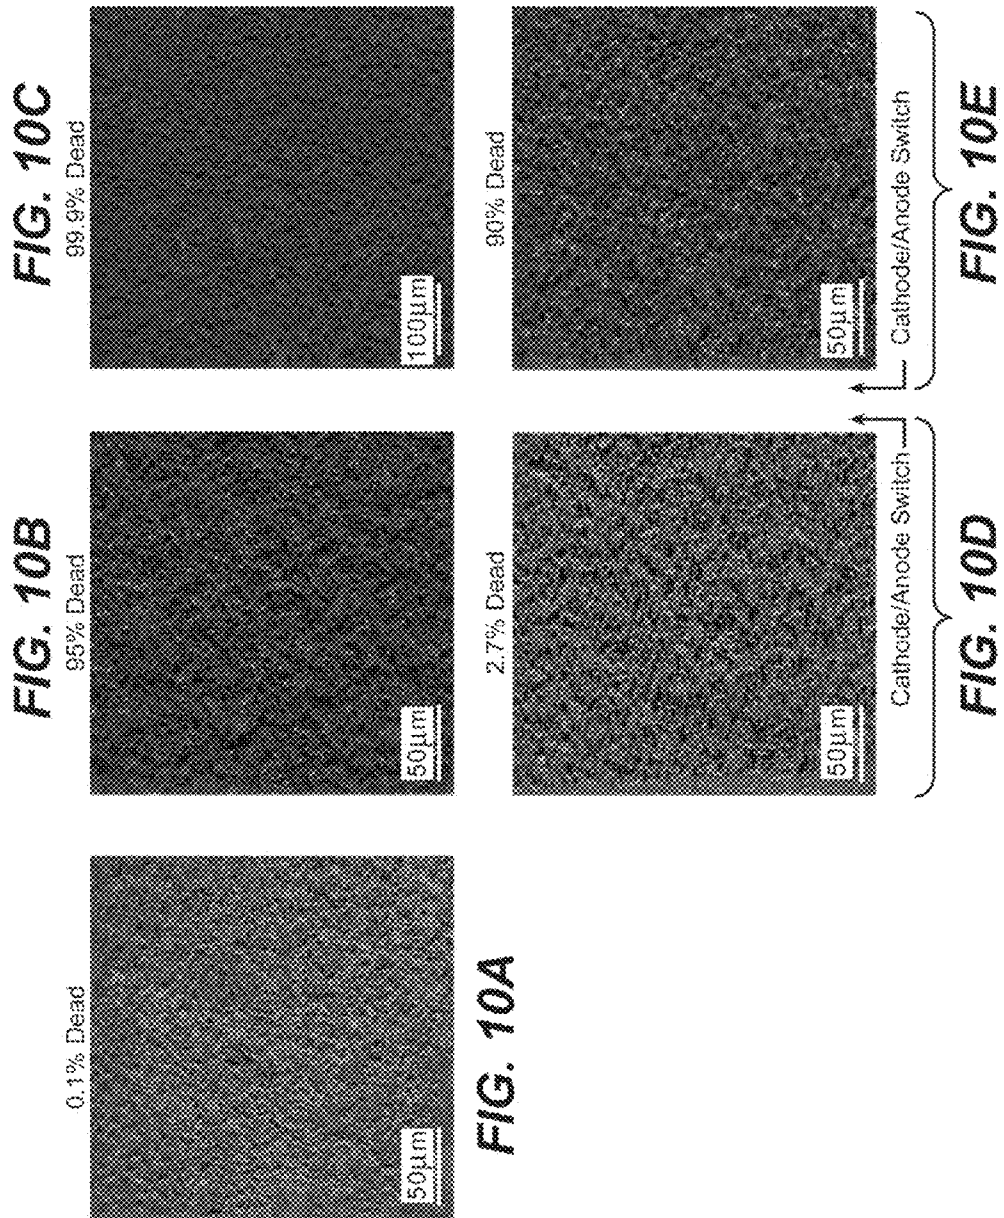 0.1% Dead
50µm
FIG. 10A
FIG. 10B
95% Dead
50µm
FIG. 10C
99.9% Dead
100µm
2.7% Dead
50µm
Cathode/Anode Switch
FIG. 10D
90% Dead
50µm
Cathode/Anode Switch
FIG. 10E